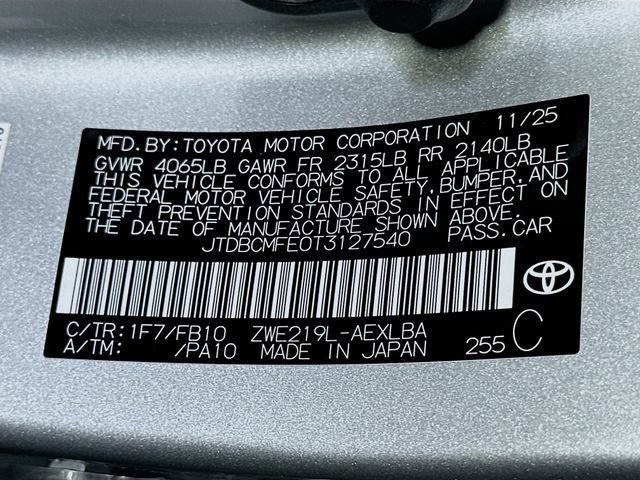 MFD. BY: TOYOTA MOTOR CORPORATION 11/25
GVWR 4065LB GAWR FR 2315LB RR 2140LB
THIS VEHICLE CONFORMS TO ALL APPLICABLE
FEDERAL MOTOR VEHICLE SAFETY, BUMPER, AND
THEFT PREVENTION STANDARDS IN EFFECT ON
THE DATE OF MANUFACTURE SHOWN ABOVE.
JTDBCMFE0T3127540 PASS.CAR
C/TR: 1F7/FB10 ZWE219L-AEXLBA
A/TM: /PA10 MADE IN JAPAN 255 C